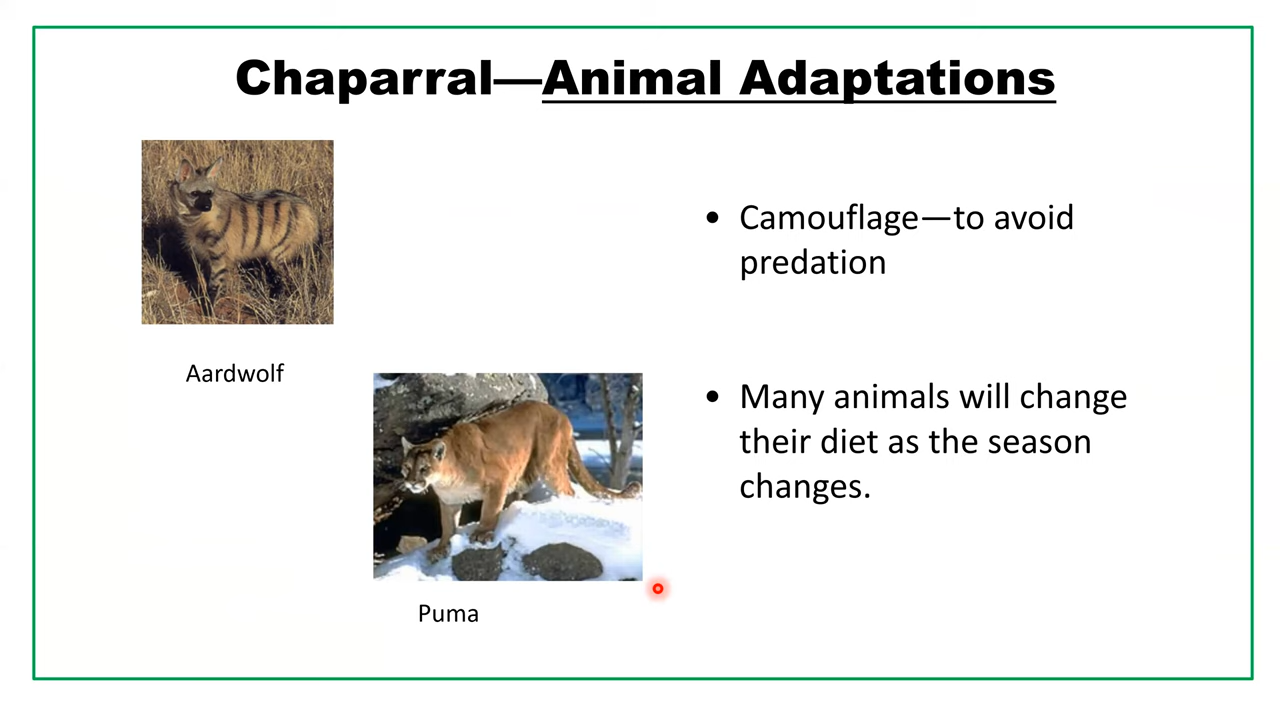 Chaparral—Animal Adaptations
Aardwolf
Puma
• Camouflage—to avoid
predation
• Many animals will change
their diet as the season
changes.